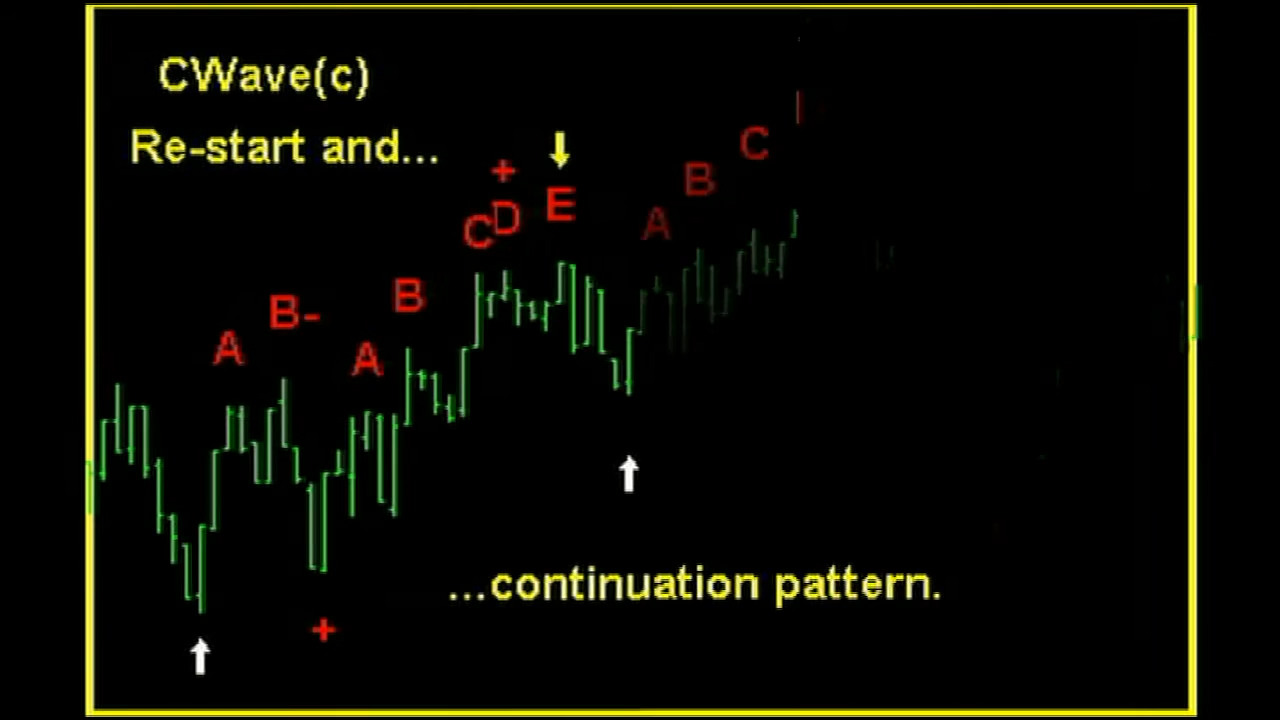 CWave(c)
Re-start and...
+
A B C
C D E
B
B-
A A
...continuation pattern.
+